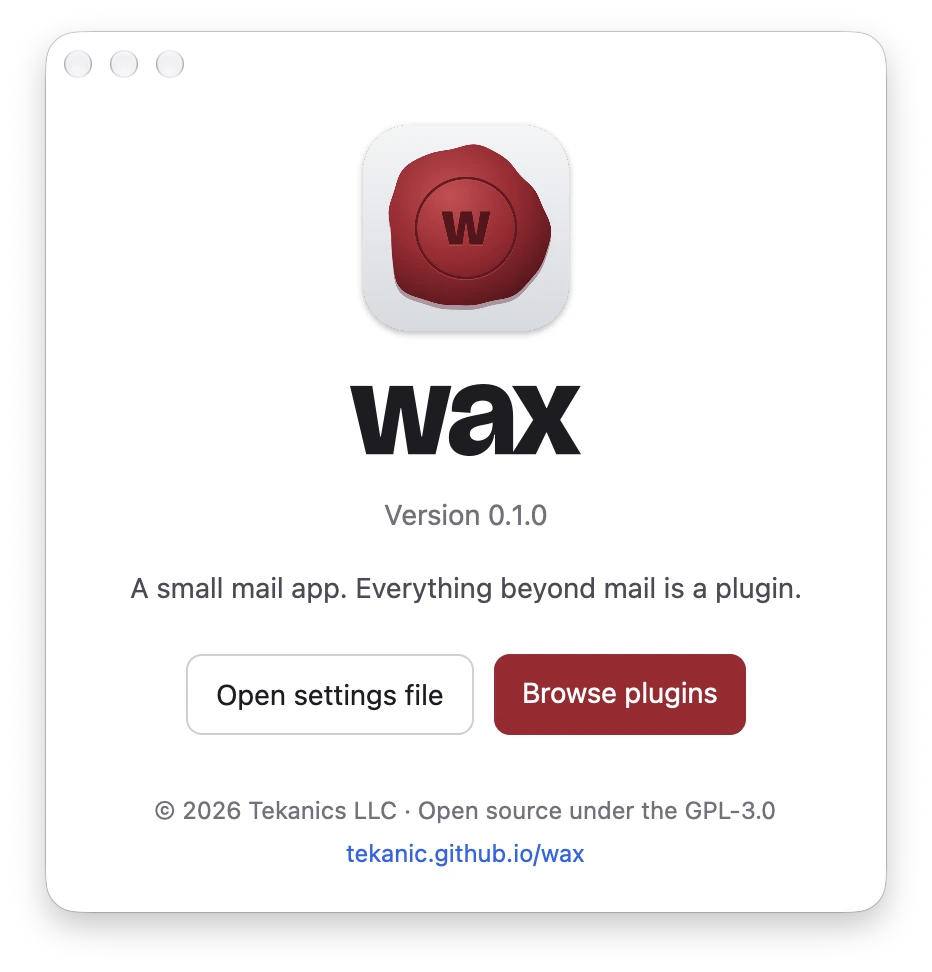 w
wax
Version 0.1.0
A small mail app. Everything beyond mail is a plugin.
Open settings file
Browse plugins
© 2026 Tekanics LLC · Open source under the GPL-3.0
tekanic.github.io/wax